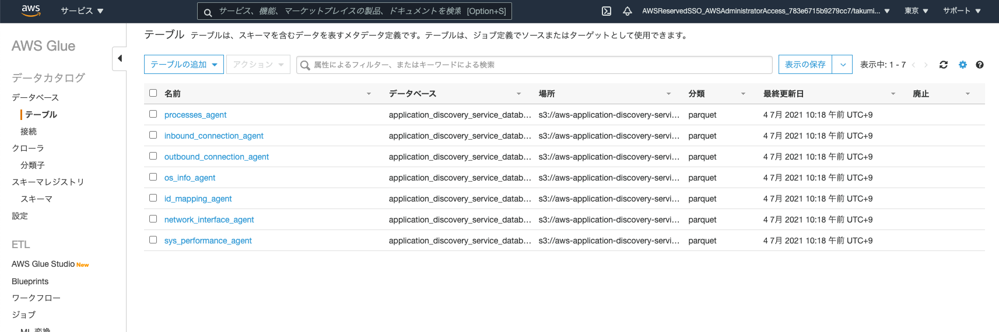 aws サービス サービス、機能、マーケットプレイスの製品、ドキュメントを検索 [Option+S] AWSReservedSSO_AWSAdministratorAccess_783e6715b9279cc7/takumi... 東京 サポート
AWS Glue
データカタログ
データベース
テーブル
接続
クローラ
分類子
スキーマレジストリ
スキーマ
設定
ETL
AWS Glue Studio New
Blueprints
ワークフロー
ジョブ
ML 変換
テーブル テーブルは、スキーマを含むデータを表すメタデータ定義です。テーブルは、ジョブ定義でソースまたはターゲットとして使用できます。
テーブルの追加 アクション 属性によるフィルター、またはキーワードによる検索 表示の保存 表示中: 1 - 7
名前 データベース 場所 分類 最終更新日 廃止
processes_agent application_discovery_service_datab... s3://aws-application-discovery-servi... parquet 4 7月 2021 10:18 午前 UTC+9
inbound_connection_agent application_discovery_service_datab... s3://aws-application-discovery-servi... parquet 4 7月 2021 10:18 午前 UTC+9
outbound_connection_agent application_discovery_service_datab... s3://aws-application-discovery-servi... parquet 4 7月 2021 10:18 午前 UTC+9
os_info_agent application_discovery_service_datab... s3://aws-application-discovery-servi... parquet 4 7月 2021 10:18 午前 UTC+9
id_mapping_agent application_discovery_service_datab... s3://aws-application-discovery-servi... parquet 4 7月 2021 10:18 午前 UTC+9
network_interface_agent application_discovery_service_datab... s3://aws-application-discovery-servi... parquet 4 7月 2021 10:18 午前 UTC+9
sys_performance_agent application_discovery_service_datab... s3://aws-application-discovery-servi... parquet 4 7月 2021 10:18 午前 UTC+9